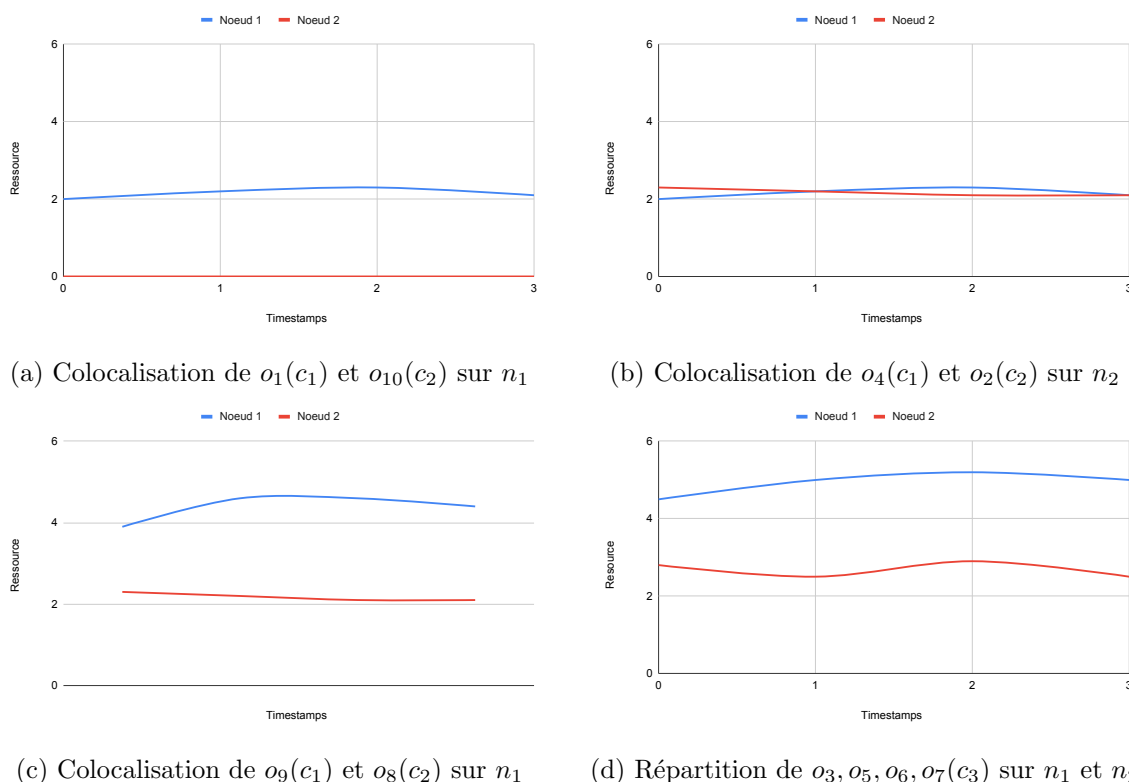 Noeud 1 Noeud 2
6
4
2
0
Ressource
0 1 2 3
Timestamps
(a) Colocalisation de o1(c1) et o10(c2) sur n1
Noeud 1 Noeud 2
6
4
2
0
Ressource
0 1 2 3
Timestamps
(b) Colocalisation de o4(c1) et o2(c2) sur n2
Noeud 1 Noeud 2
6
4
2
0
Ressource
Timestamps
(c) Colocalisation de o9(c1) et o8(c2) sur n1
Noeud 1 Noeud 2
6
4
2
0
Ressource
0 1 2 3
Timestamps
(d) Répartition de o3, o5, o6, o7(c3) sur n1 et n